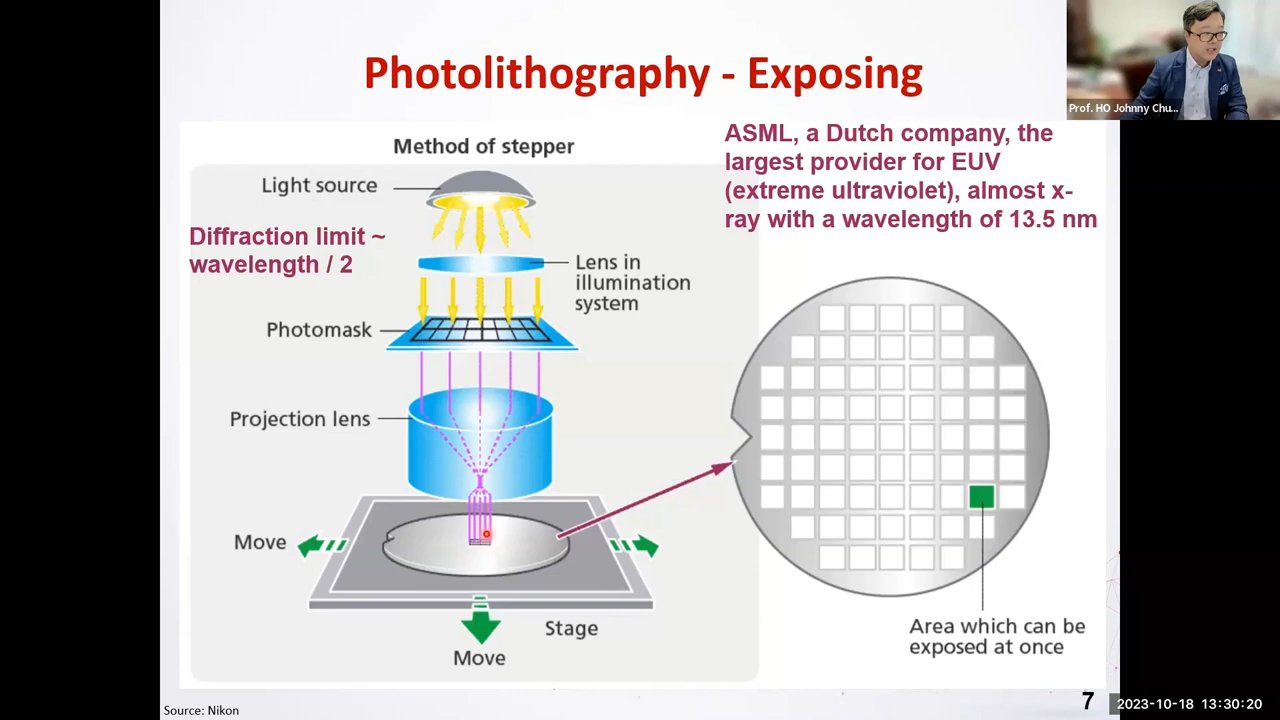 Photolithography - Exposing
Prof. HO Johnny Chu...
Method of stepper
Light source
Diffraction limit ~
wavelength / 2
Lens in
illumination
system
Photomask
Projection lens
Move
Stage
Move
ASML, a Dutch company, the
largest provider for EUV
(extreme ultraviolet), almost x-
ray with a wavelength of 13.5 nm
Area which can be
exposed at once
Source: Nikon
7
2023-10-18 13:30:20